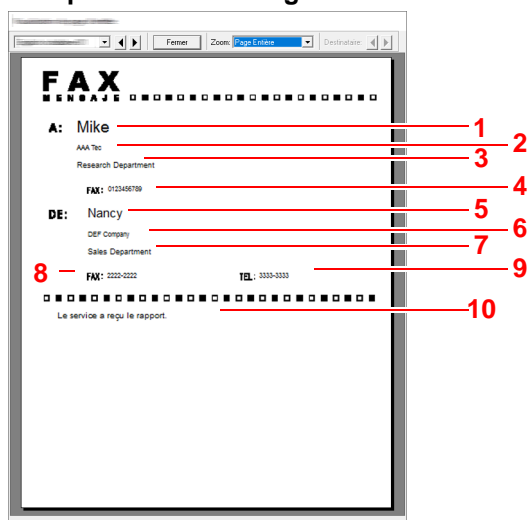 Fermer Zoom: Page Entière Destinataire:
FAX
MENSAJE
A: Mike 1
AAA Tec 2
Research Department 3
FAX: 0123456789 4
DE: Nancy 5
DEF Company 6
Sales Department 7
8 FAX: 2222-2222 TEL: 3333-3333 9
Le service a reçu le rapport. 10